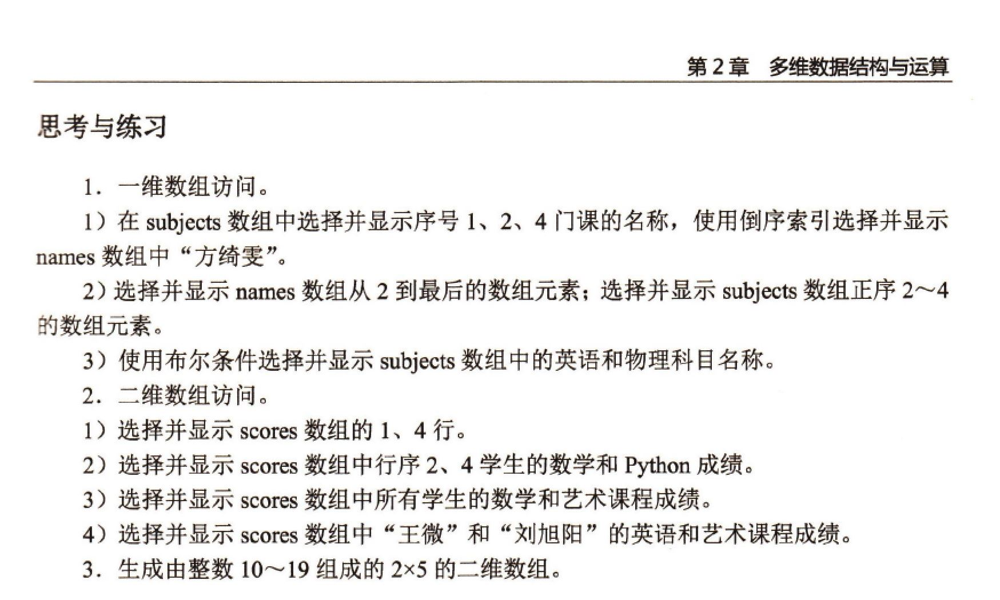 第 2 章　多维数据结构与运算
思考与练习
1．一维数组访问。
1）在 subjects 数组中选择并显示序号 1、2、4 门课的名称，使用倒序索引选择并显示
names 数组中“方绮雯”。
2）选择并显示 names 数组从 2 到最后的数组元素；选择并显示 subjects 数组正序 2～4
的数组元素。
3）使用布尔条件选择并显示 subjects 数组中的英语和物理科目名称。
2．二维数组访问。
1）选择并显示 scores 数组的 1、4 行。
2）选择并显示 scores 数组中行序 2、4 学生的数学和 Python 成绩。
3）选择并显示 scores 数组中所有学生的数学和艺术课程成绩。
4）选择并显示 scores 数组中“王微”和“刘旭阳”的英语和艺术课程成绩。
3．生成由整数 10～19 组成的 2×5 的二维数组。